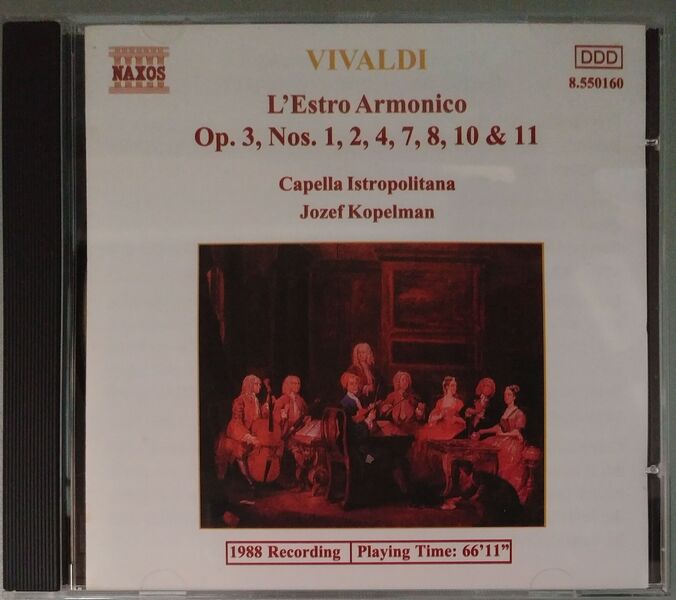 VIVALDI
NAXOS
DDD
8.550160
L'Estro Armonico
Op. 3, Nos. 1, 2, 4, 7, 8, 10 & 11
Capella Istropolitana
Jozef Kopelman
1988 Recording | Playing Time: 66'11”